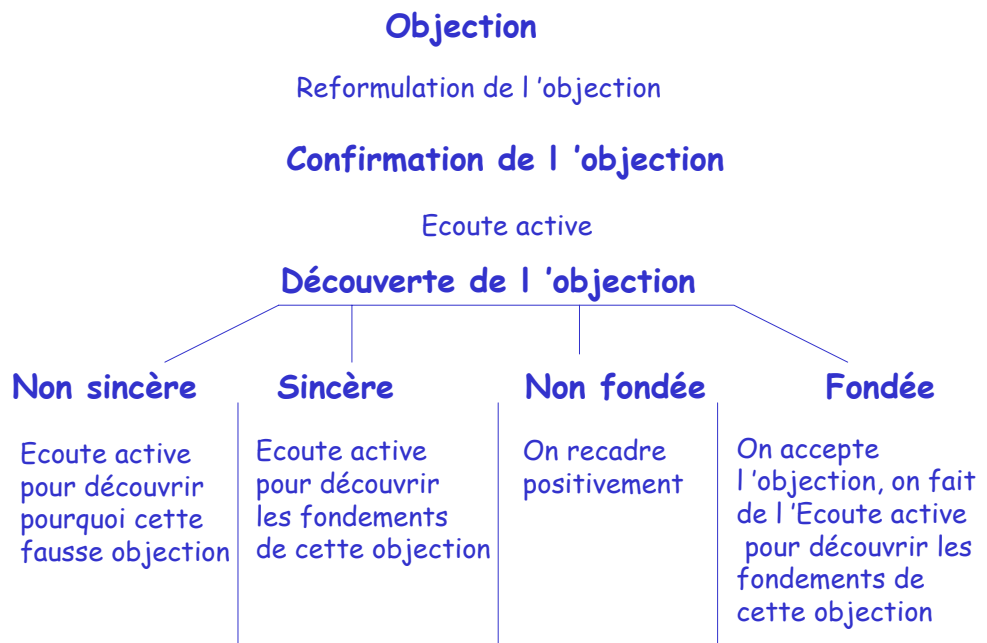 Objection
Reformulation de l ’objection
Confirmation de l ’objection
Ecoute active
Découverte de l ’objection
Non sincère
Sincère
Non fondée
Fondée
Ecoute active
pour découvrir
pourquoi cette
fausse objection
Ecoute active
pour découvrir
les fondements
de cette objection
On recadre
positivement
On accepte
l ’objection, on fait
de l ’Ecoute active
pour découvrir les
fondements de
cette objection